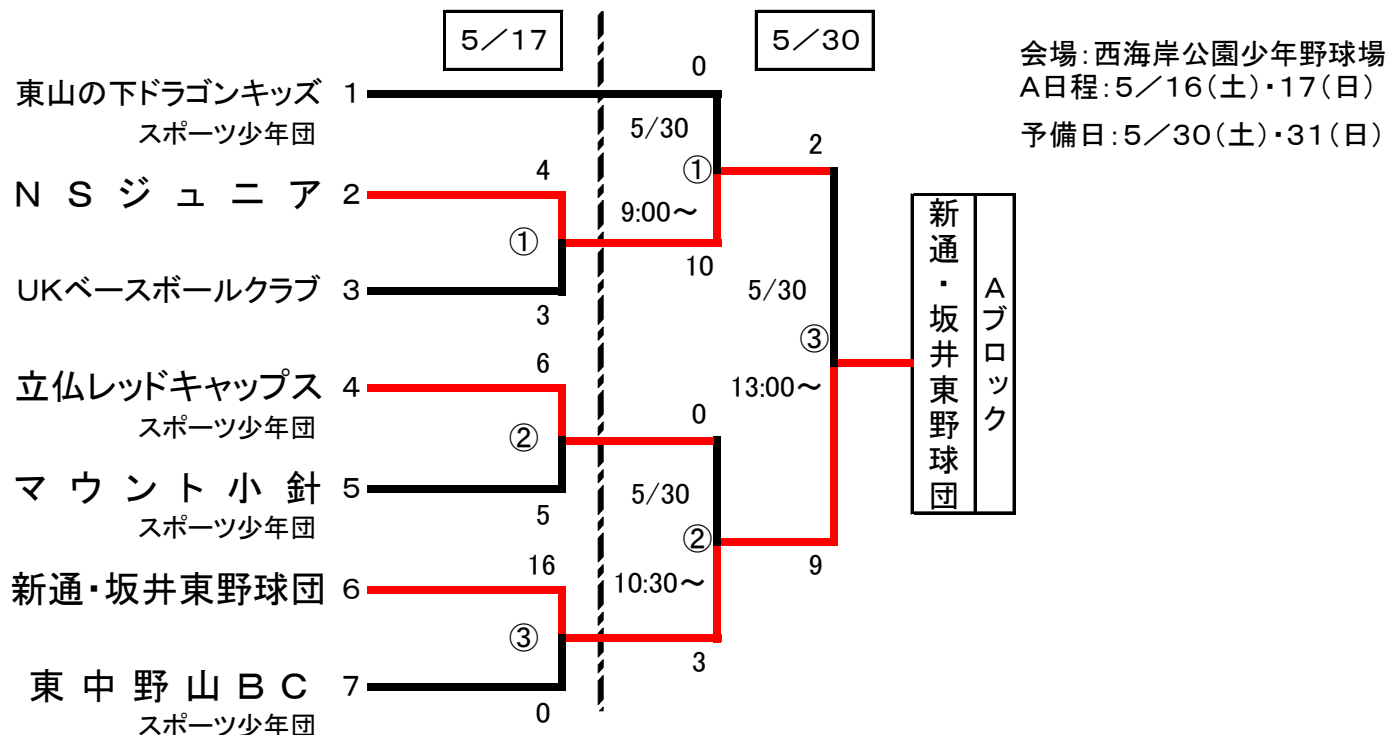 5／17
5／30
会場：西海岸公園少年野球場
A日程：5／16(土)・17(日)
予備日：5／30(土)・31(日)
東山の下ドラゴンキッズ 1
スポーツ少年団
0
5/30
①
9:00～
10
2
NSジュニア 2
4
①
UKベースボールクラブ 3
3
5/30
③
13:00～
新通・坂井東野球団
Aブロック
立仏レッドキャップス 4
スポーツ少年団
6
②
0
マウント小針 5
スポーツ少年団
5
5/30
②
10:30～
9
新通・坂井東野球団 6
16
③
3
東中野山BC 7
スポーツ少年団
0